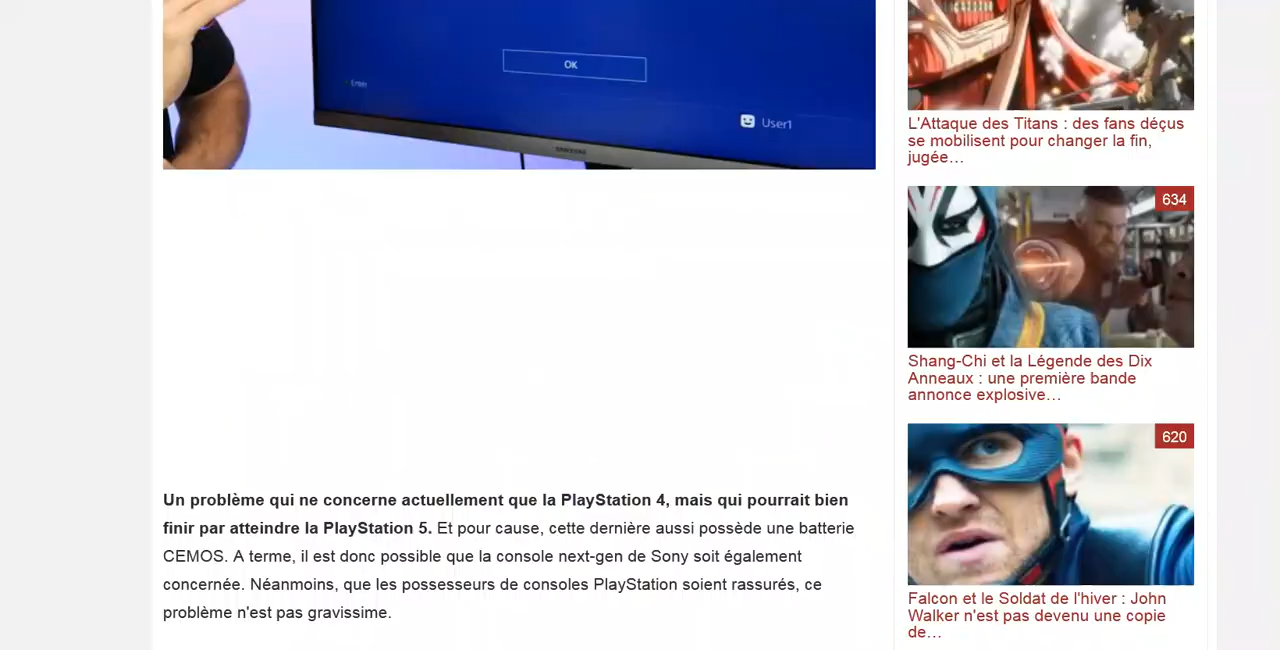 OK
Enter
User1
SAMSUNG
Un problème qui ne concerne actuellement que la PlayStation 4, mais qui pourrait bien
finir par atteindre la PlayStation 5. Et pour cause, cette dernière aussi possède une batterie
CEMOS. A terme, il est donc possible que la console next-gen de Sony soit également
concernée. Néanmoins, que les possesseurs de consoles PlayStation soient rassurés, ce
problème n'est pas gravissime.
L'Attaque des Titans : des fans déçus
se mobilisent pour changer la fin,
jugée…
634
Shang-Chi et la Légende des Dix
Anneaux : une première bande
annonce explosive…
620
Falcon et le Soldat de l'hiver : John
Walker n'est pas devenu une copie
de…